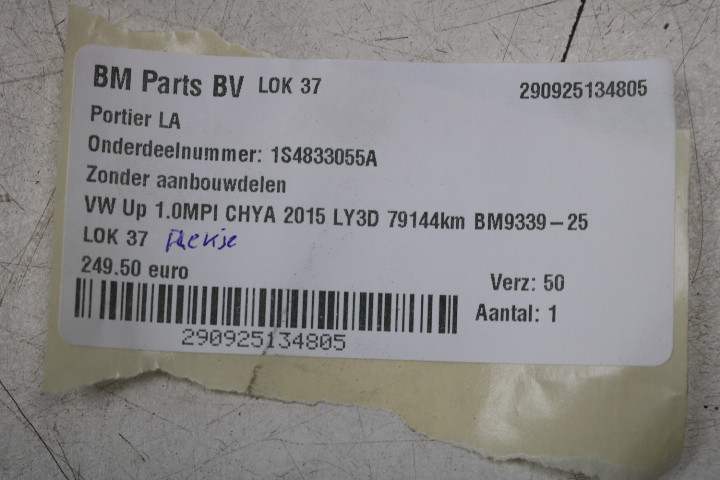 BM Parts BV LOK 37 290925134805
Portier LA
Onderdeelnummer: 1S4833055A
Zonder aanbouwdelen
VW Up 1.0MPI CHYA 2015 LY3D 79144km BM9339-25
LOK 37
249.50 euro Verz: 50
Aantal: 1
290925134805